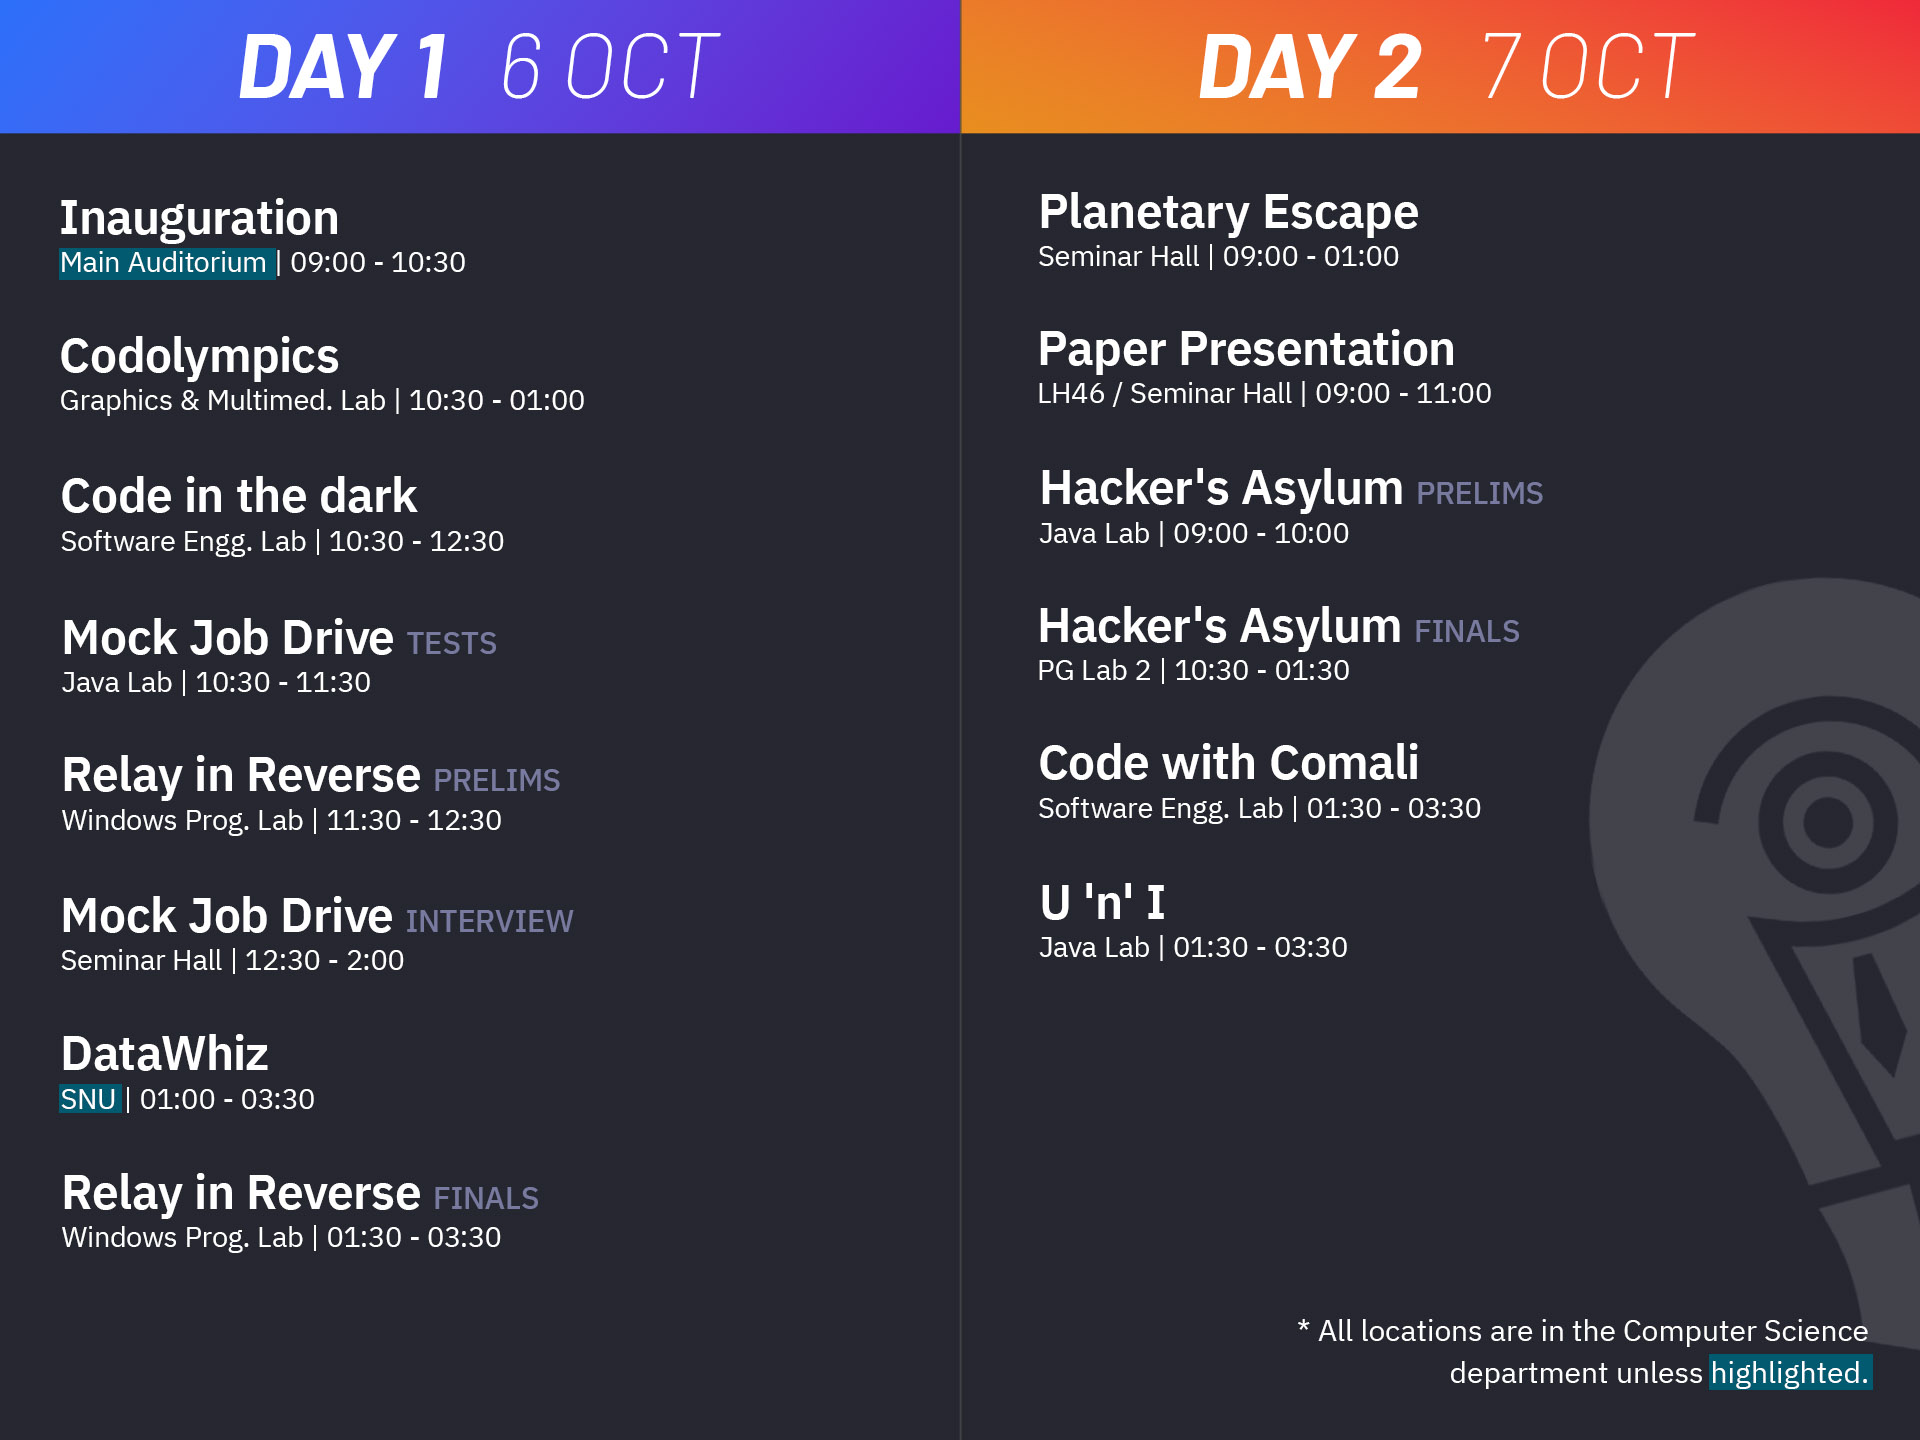 DAY 1 6 OCT
Inauguration
Main Auditorium | 09:00 - 10:30
Codolympics
Graphics & Multimed. Lab | 10:30 - 01:00
Code in the dark
Software Engg. Lab | 10:30 - 12:30
Mock Job Drive TESTS
Java Lab | 10:30 - 11:30
Relay in Reverse PRELIMS
Windows Prog. Lab | 11:30 - 12:30
Mock Job Drive INTERVIEW
Seminar Hall | 12:30 - 2:00
DataWhiz
SNU | 01:00 - 03:30
Relay in Reverse FINALS
Windows Prog. Lab | 01:30 - 03:30
DAY 2 7 OCT
Planetary Escape
Seminar Hall | 09:00 - 01:00
Paper Presentation
LH46 / Seminar Hall | 09:00 - 11:00
Hacker's Asylum PRELIMS
Java Lab | 09:00 - 10:00
Hacker's Asylum FINALS
PG Lab 2 | 10:30 - 01:30
Code with Comali
Software Engg. Lab | 01:30 - 03:30
U 'n' I
Java Lab | 01:30 - 03:30
* All locations are in the Computer Science
department unless highlighted.